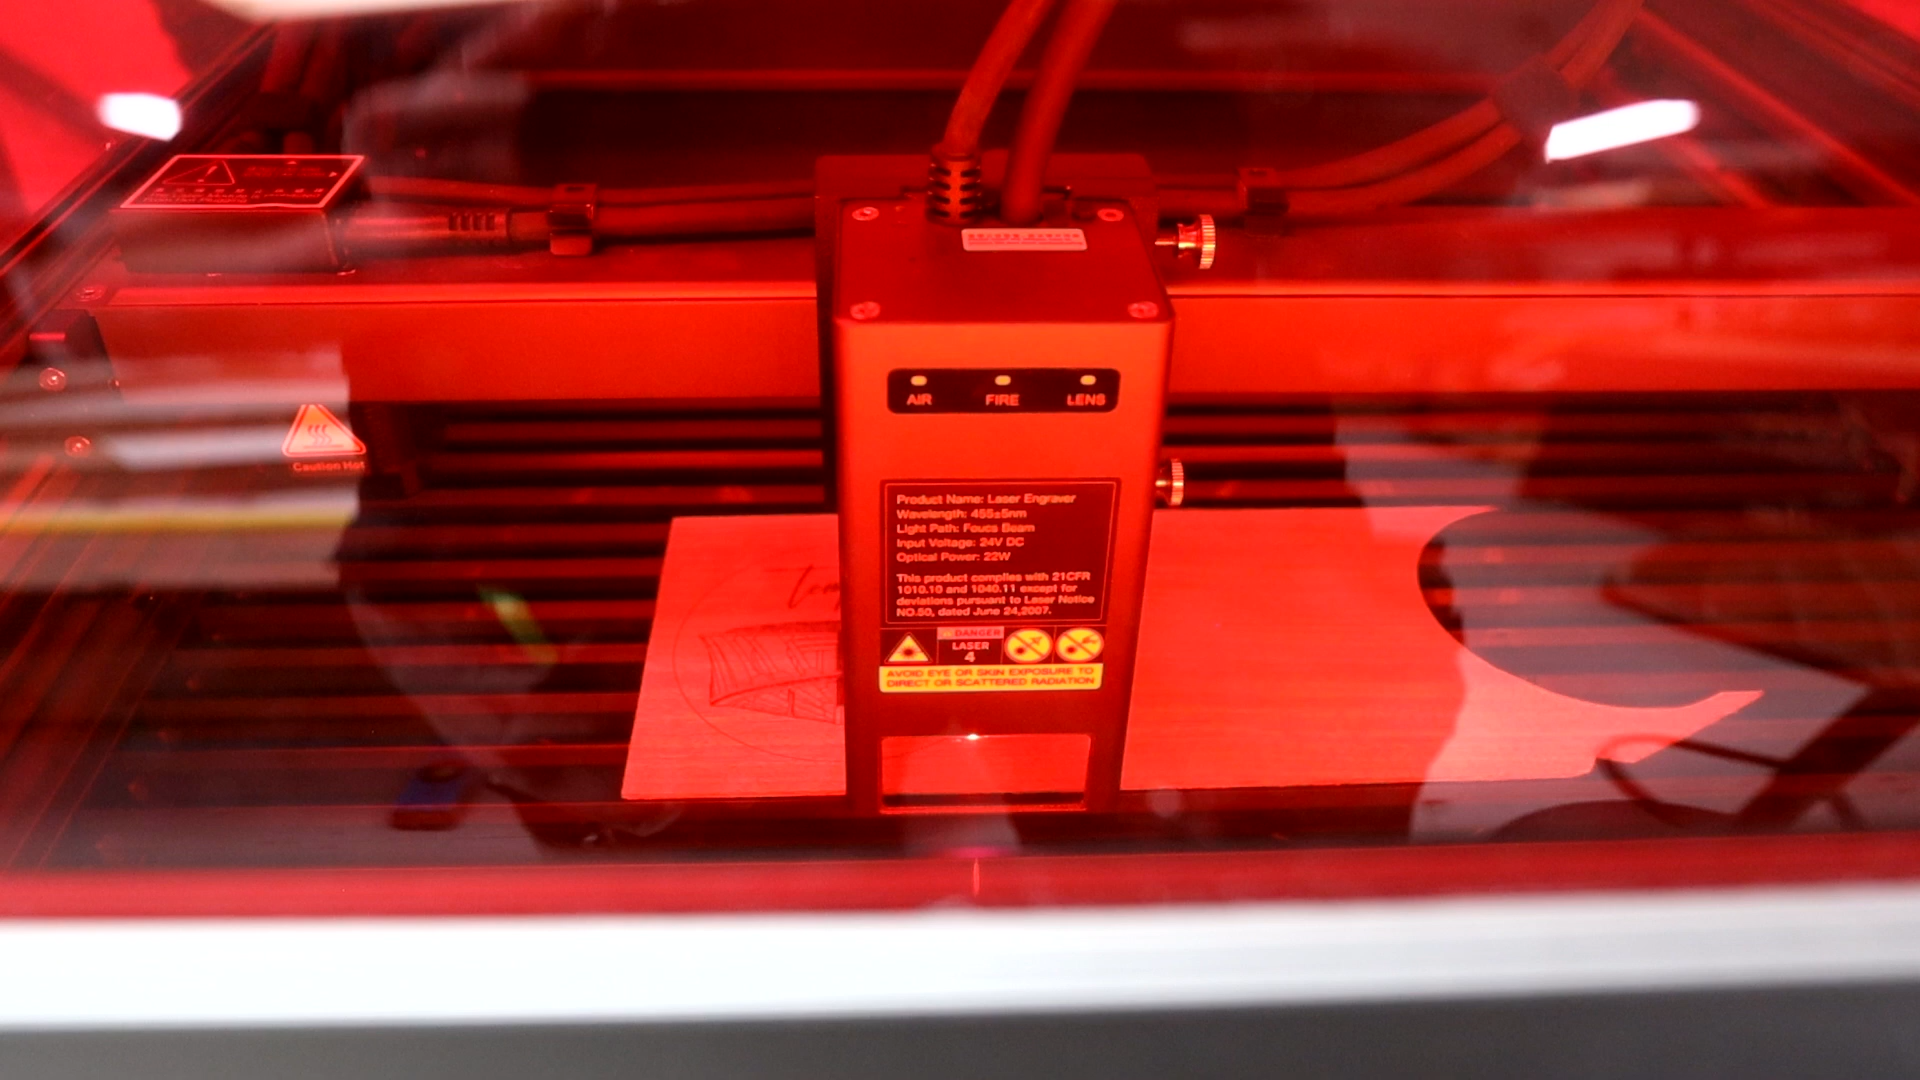 AIR FIRE LENS
Caution Hot
Product Name: Laser Engraver
Wavelength: 455±5nm
Light Path: Foucs Beam
Input Voltage: 24V DC
Optical Power: 22W
This product complies with 21CFR
1010.10 and 1040.11 except for
deviations pursuant to Laser Notice
NO.50, dated June 24,2007.
DANGER
LASER
4
AVOID EYE OR SKIN EXPOSURE TO
DIRECT OR SCATTERED RADIATION